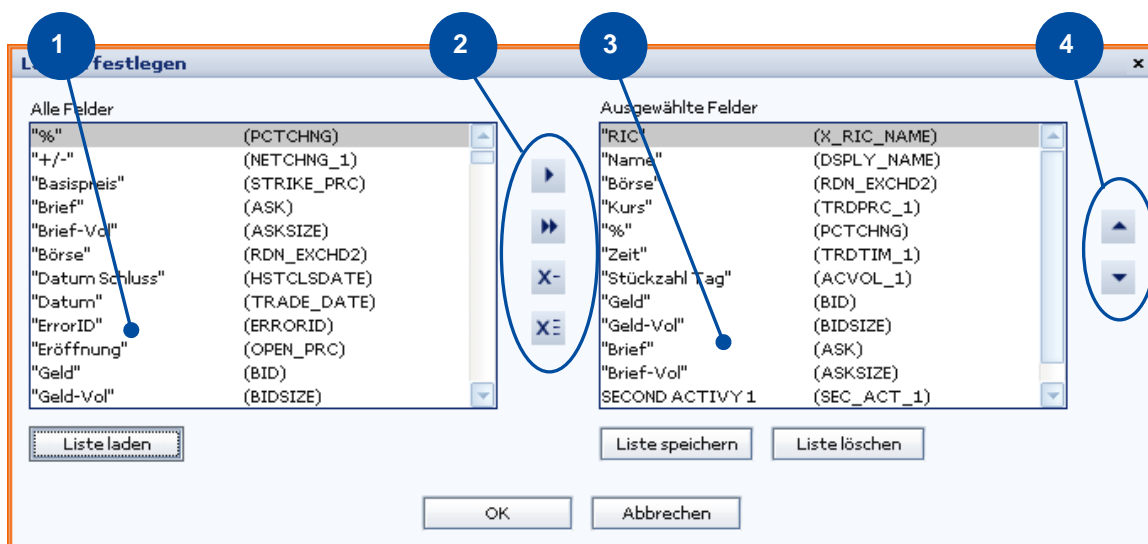 1 2 3 4
L festlegen x
Alle Felder
"%" (PCTCHNG)
"+/-" (NETCHNG_1)
"Basispreis" (STRIKE_PRC)
"Brief" (ASK)
"Brief-Vol" (ASKSIZE)
"Börse" (RDN_EXCHD2)
"Datum Schluss" (HSTCLSDATE)
"Datum" (TRADE_DATE)
"ErrorID" (ERRORID)
"Eröffnung" (OPEN_PRC)
"Geld" (BID)
"Geld-Vol" (BIDSIZE)
Liste laden
X-
X
Ausgewählte Felder
"RIC" (X_RIC_NAME)
"Name" (DSPLY_NAME)
"Börse" (RDN_EXCHD2)
"Kurs" (TRDPRC_1)
"%" (PCTCHNG)
"Zeit" (TRDTIM_1)
"Stückzahl Tag" (ACVOL_1)
"Geld" (BID)
"Geld-Vol" (BIDSIZE)
"Brief" (ASK)
"Brief-Vol" (ASKSIZE)
SECOND ACTIVY 1 (SEC_ACT_1)
Liste speichern Liste löschen
OK Abbrechen